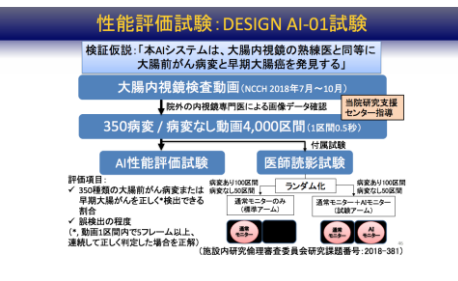 性能評価試験：DESIGN AI-01試験
検証仮説：「本AIシステムは、大腸内視鏡の熟練医と同等に
大腸前がん病変と早期大腸癌を発見する」
大腸内視鏡検査動画(NCCH 2018年7月～10月)
院外の内視鏡専門医による画像データ確認
当院研究支援
センター指導
350病変 / 病変なし動画4,000区間(1区間0.5秒)
付属試験
AI性能評価試験
医師読影試験
評価項目：
✓ 350種類の大腸前がん病変または
早期大腸がんを正しく*検出できる
割合
✓ 誤検出の程度
(*, 動画1区間内で5フレーム以上、
連続して正しく判定した場合を正解)
病変あり100区間
病変なし50区間
ランダム化
病変あり100区間
病変なし50区間
通常モニターのみ
(標準アーム)
通常モニター＋AIモニター
(試験アーム)
通常
モニター
通常
モニター
AI
モニター
(施設内研究倫理審査委員会研究課題番号：2018-381)